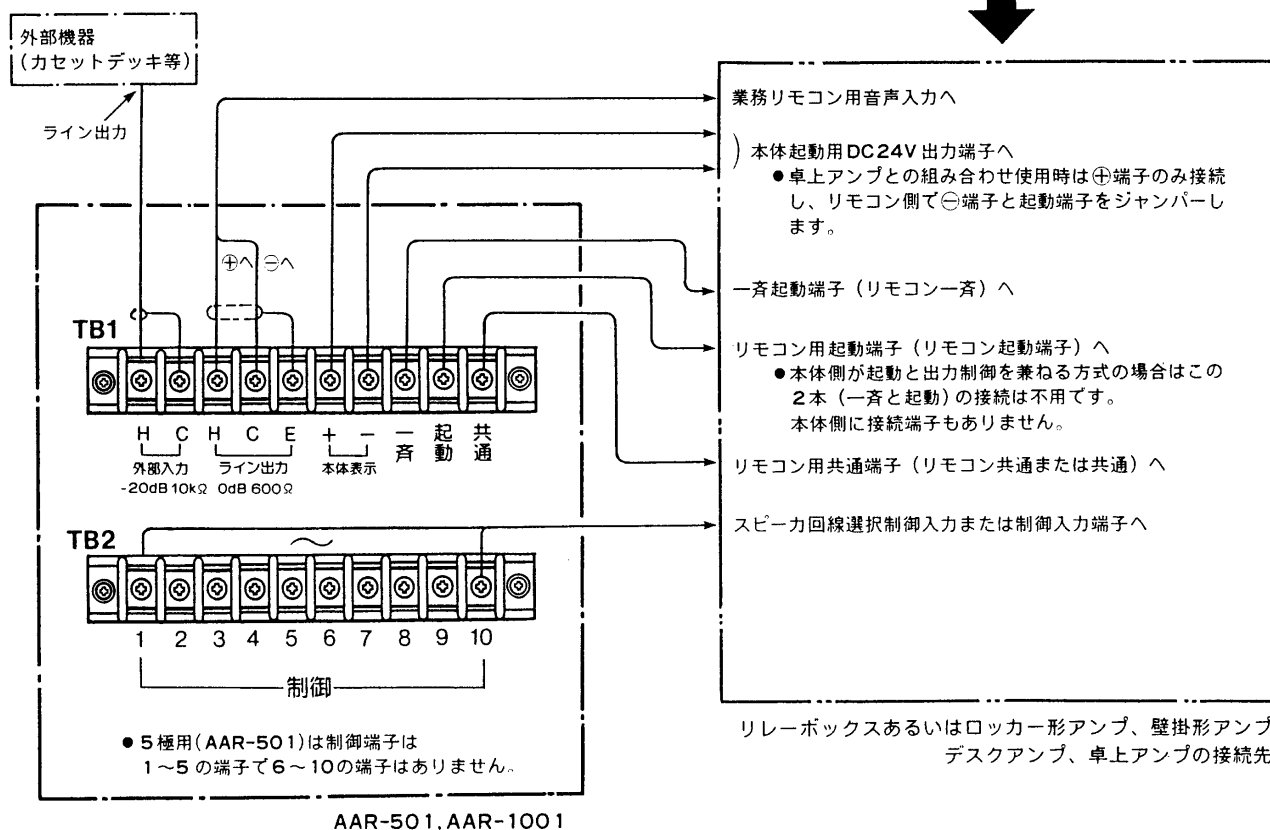 外部機器
(カセットデッキ等)
ライン出力
業務リモコン用音声入力へ
本体起動用DC24V出力端子へ
●卓上アンプとの組み合わせ使用時は⊕端子のみ接続
し、リモコン側で⊖端子と起動端子をジャンパーし
ます。
一斉起動端子(リモコン一斉)へ
リモコン用起動端子(リモコン起動端子)へ
●本体側が起動と出力制御を兼ねる方式の場合はこの
2本(一斉と起動)の接続は不用です。
本体側に接続端子もありません。
リモコン用共通端子(リモコン共通または共通)へ
スピーカ回線選択制御入力または制御入力端子へ
リレーボックスあるいはロッカー形アンプ、壁掛形アンプ
デスクアンプ、卓上アンプの接続先
⊕へ ⊖へ
TB1
H C H C E + − 一斉 起動 共通
外部入力 ライン出力 本体表示
-20dB 10kΩ 0dB 600Ω
TB2
1 2 3 4 5 6 7 8 9 10
制御
●5極用(AAR-501)は制御端子は
1〜5の端子で6〜10の端子はありません。
AAR-501,AAR-1001